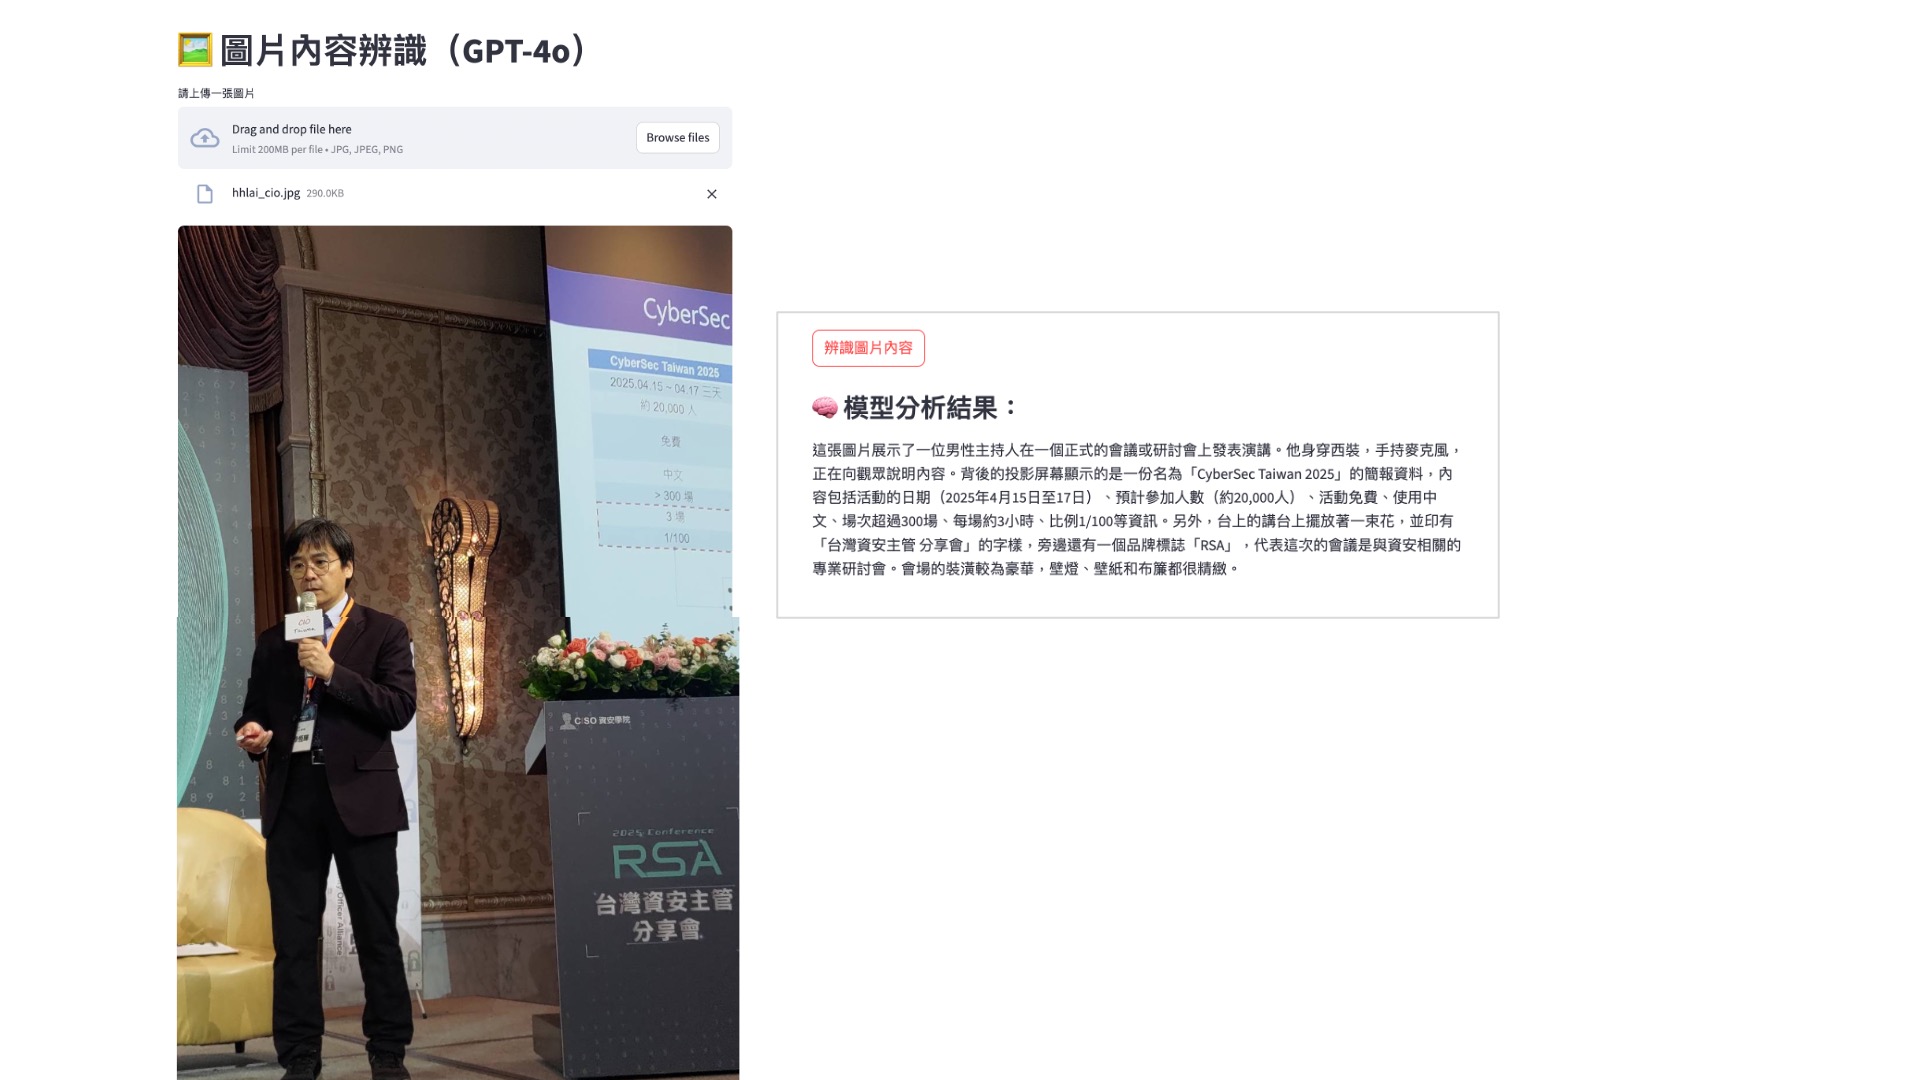 圖片內容辨識（GPT-4o）
請上傳一張圖片
Drag and drop file here
Limit 200MB per file • JPG, JPEG, PNG
Browse files
hhlai_cio.jpg 290.0KB
CyberSec
CyberSec Taiwan 2025
2025.04.15 ~ 04.17 三天
約 20,000 人
免費
中文
> 300 場
3 場
1/100
CIO
Taiwan
CISO 資安學院
2025 Conference
RSA
台灣資安主管
分享會
Officer Alliance
辨識圖片內容
模型分析結果：
這張圖片展示了一位男性主持人在一個正式的會議或研討會上發表演講。他身穿西裝，手持麥克風，
正在向觀眾說明內容。背後的投影屏幕顯示的是一份名為「CyberSec Taiwan 2025」的簡報資料，內
容包括活動的日期（2025年4月15日至17日）、預計參加人數（約20,000人）、活動免費、使用中
文、場次超過300場、每場約3小時、比例1/100等資訊。另外，台上的講台上擺放著一束花，並印有
「台灣資安主管 分享會」的字樣，旁邊還有一個品牌標誌「RSA」，代表這次的會議是與資安相關的
專業研討會。會場的裝潢較為豪華，壁燈、壁紙和布簾都很精緻。